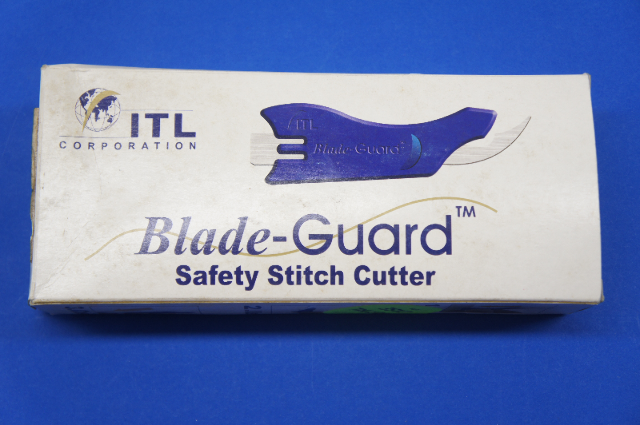 ITL
CORPORATION
ITL
Blade-Guard
Blade-Guard™
Safety Stitch Cutter